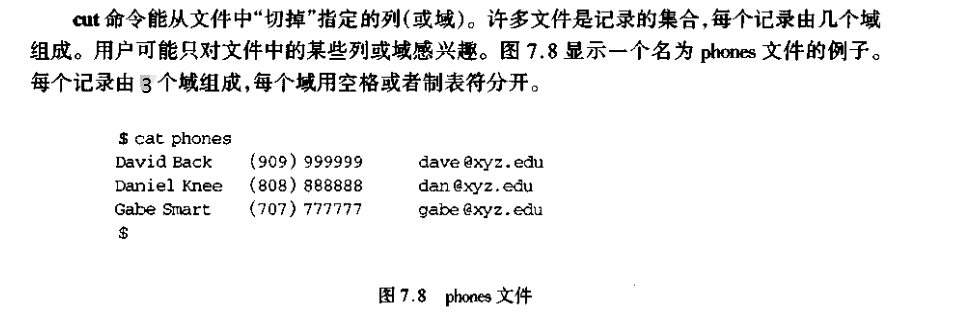 cut 命令能从文件中“切掉”指定的列(或域)。许多文件是记录的集合,每个记录由几个域
组成。用户可能只对文件中的某些列或域感兴趣。图 7.8 显示一个名为 phones 文件的例子。
每个记录由 3 个域组成,每个域用空格或者制表符分开。
$ cat phones
David Back (909) 999999 dave@xyz.edu
Daniel Knee (808) 888888 dan@xyz.edu
Gabe Smart (707) 777777 gabe@xyz.edu
$
图 7.8 phones 文件